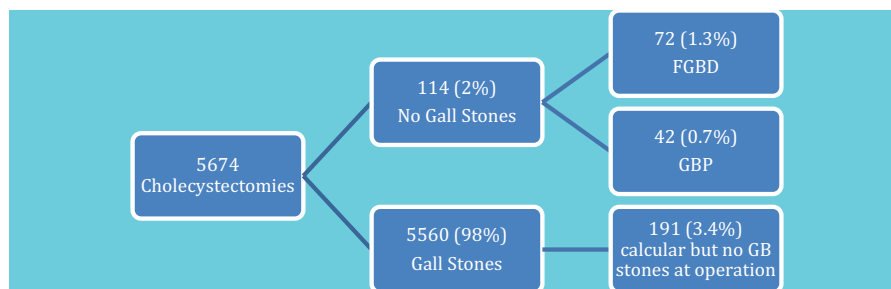 5674
Cholecystectomies
114 (2%)
No Gall Stones
72 (1.3%)
FGBD
42 (0.7%)
GBP
5560 (98%)
Gall Stones
191 (3.4%)
calcular but no GB
stones at operation